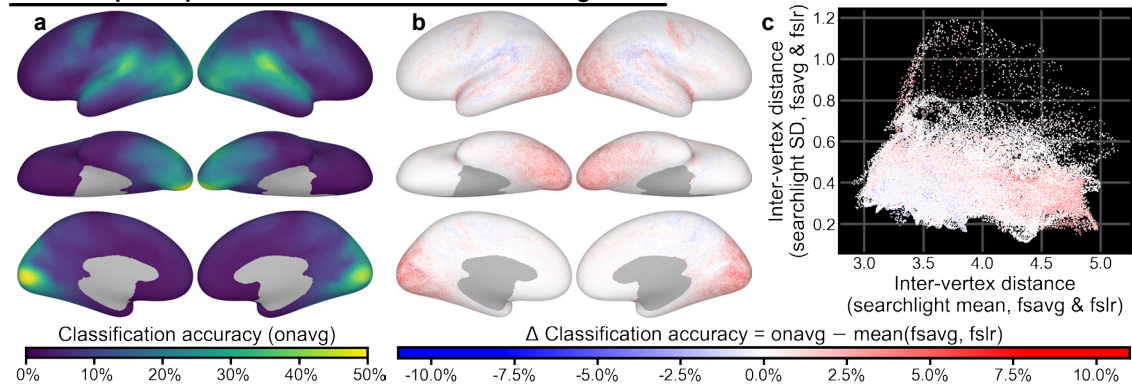 a
b
c
Inter-vertex distance
(searchlight SD, fsavg & fslr)
1.2
1.0
0.8
0.6
0.4
0.2
3.0 3.5 4.0 4.5 5.0
Inter-vertex distance
(searchlight mean, fsavg & fslr)
Classification accuracy (onavg)
0% 10% 20% 30% 40% 50%
Δ Classification accuracy = onavg − mean(fsavg, fslr)
-10.0% -7.5% -5.0% -2.5% 0.0% 2.5% 5.0% 7.5% 10.0%